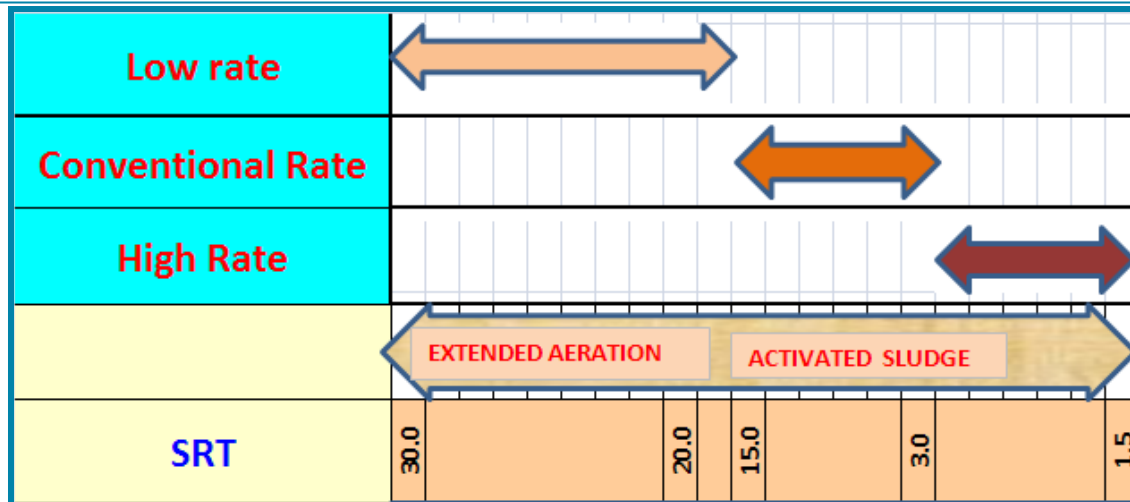 Low rate
Conventional Rate
High Rate
EXTENDED AERATION
ACTIVATED SLUDGE
SRT
30.0
20.0
15.0
3.0
1.5